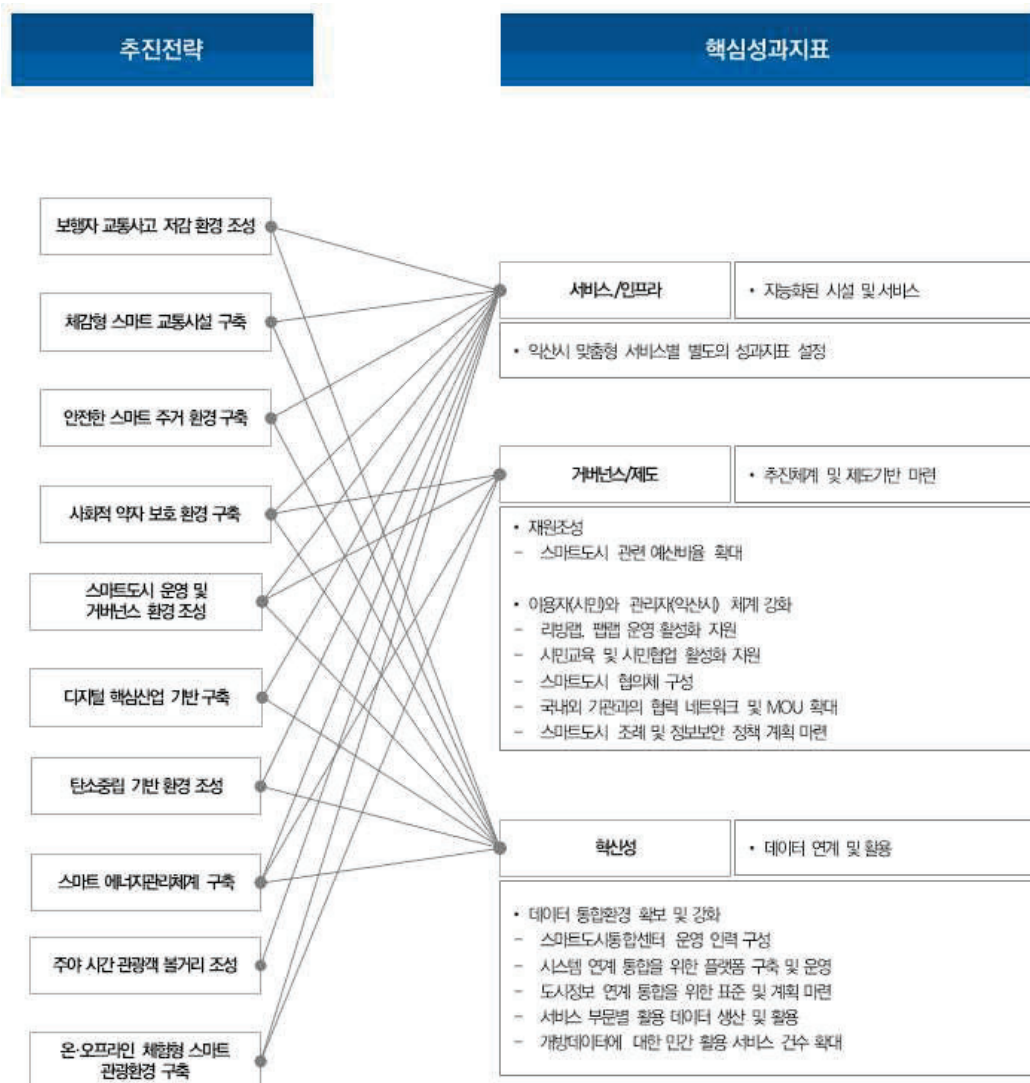 추진전략
핵심성과지표
보행자 교통사고 저감 환경 조성
체감형 스마트 교통시설 구축
안전한 스마트 주거 환경 구축
사회적 약자 보호 환경 구축
스마트도시 운영 및
거버넌스 환경 조성
디지털 핵심산업 기반 구축
탄소중립 기반 환경 조성
스마트 에너지관리체계 구축
주야 시간 관광객 볼거리 조성
온·오프라인 체험형 스마트
관광환경 구축
서비스/인프라
• 지능화된 시설 및 서비스
• 익산시 맞춤형 서비스별 별도의 성과지표 설정
거버넌스/제도
• 추진체계 및 제도기반 마련
• 재원조성
- 스마트도시 관련 예산비율 확대
• 이용자(시민)와 관리자(익산시) 체계 강화
- 리빙랩, 팹랩 운영 활성화 지원
- 시민교육 및 시민협업 활성화 지원
- 스마트도시 협의체 구성
- 국내외 기관과의 협력 네트워크 및 MOU 확대
- 스마트도시 조례 및 정보보안 정책 계획 마련
혁신성
• 데이터 연계 및 활용
• 데이터 통합환경 확보 및 강화
- 스마트도시통합센터 운영 인력 구성
- 시스템 연계 통합을 위한 플랫폼 구축 및 운영
- 도시정보 연계 통합을 위한 표준 및 계획 마련
- 서비스 부문별 활용 데이터 생산 및 활용
- 개방데이터에 대한 민간 활용 서비스 건수 확대